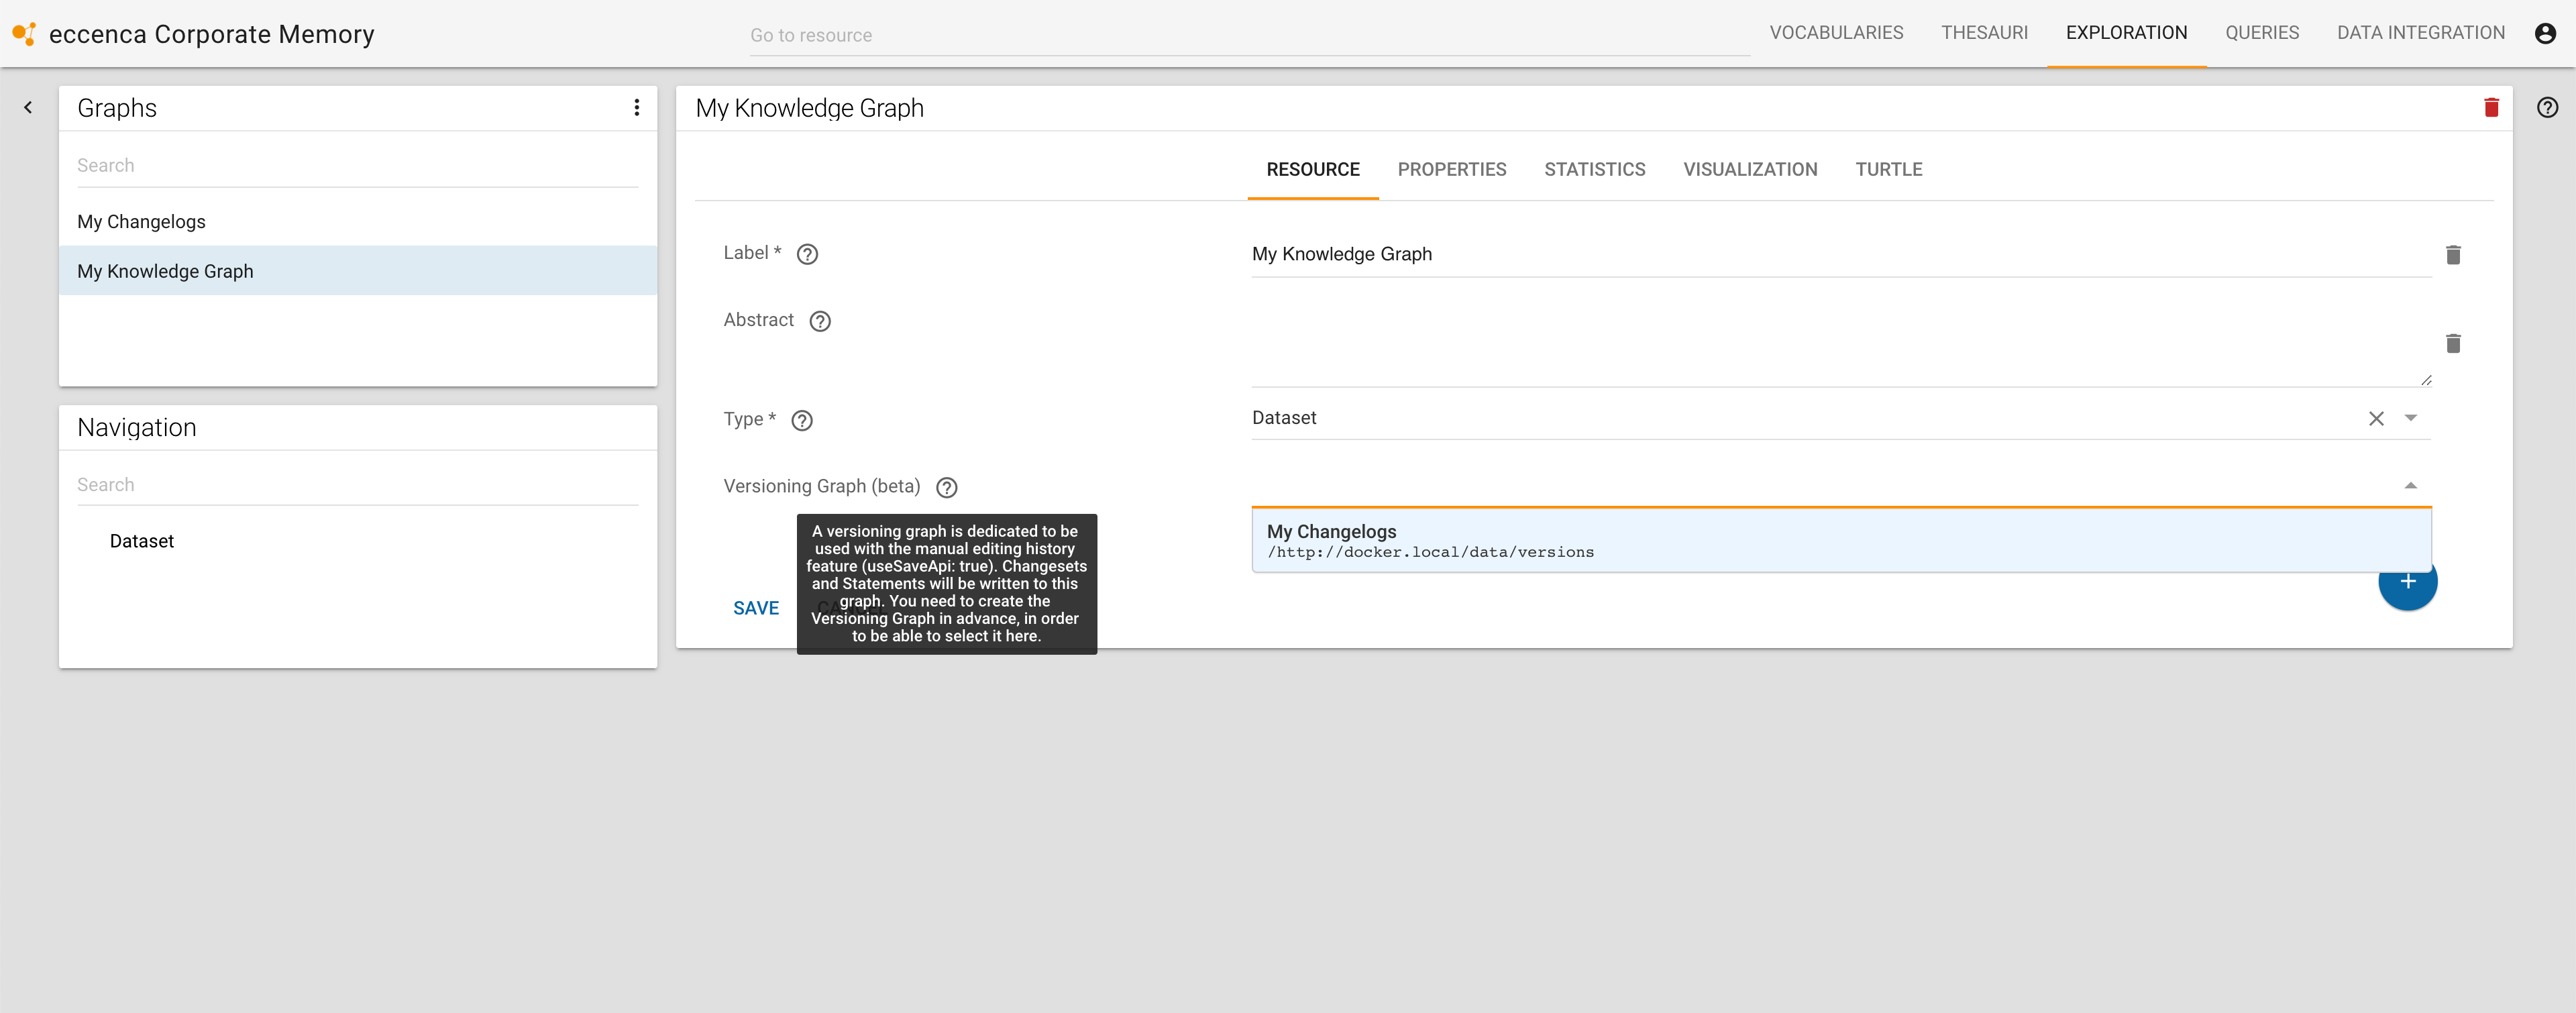 eccenca Corporate Memory
Go to resource
VOCABULARIES
THESAURI
EXPLORATION
QUERIES
DATA INTEGRATION
Graphs
Search
My Changelogs
My Knowledge Graph
Navigation
Search
Dataset
My Knowledge Graph
RESOURCE
PROPERTIES
STATISTICS
VISUALIZATION
TURTLE
Label *
My Knowledge Graph
Abstract
Type *
Dataset
Versioning Graph (beta)
A versioning graph is dedicated to be
used with the manual editing history
feature (useSaveApi: true). Changesets
and Statements will be written to this
graph. You need to create the
Versioning Graph in advance, in order
to be able to select it here.
My Changelogs
/http://docker.local/data/versions
SAVE
CANCEL